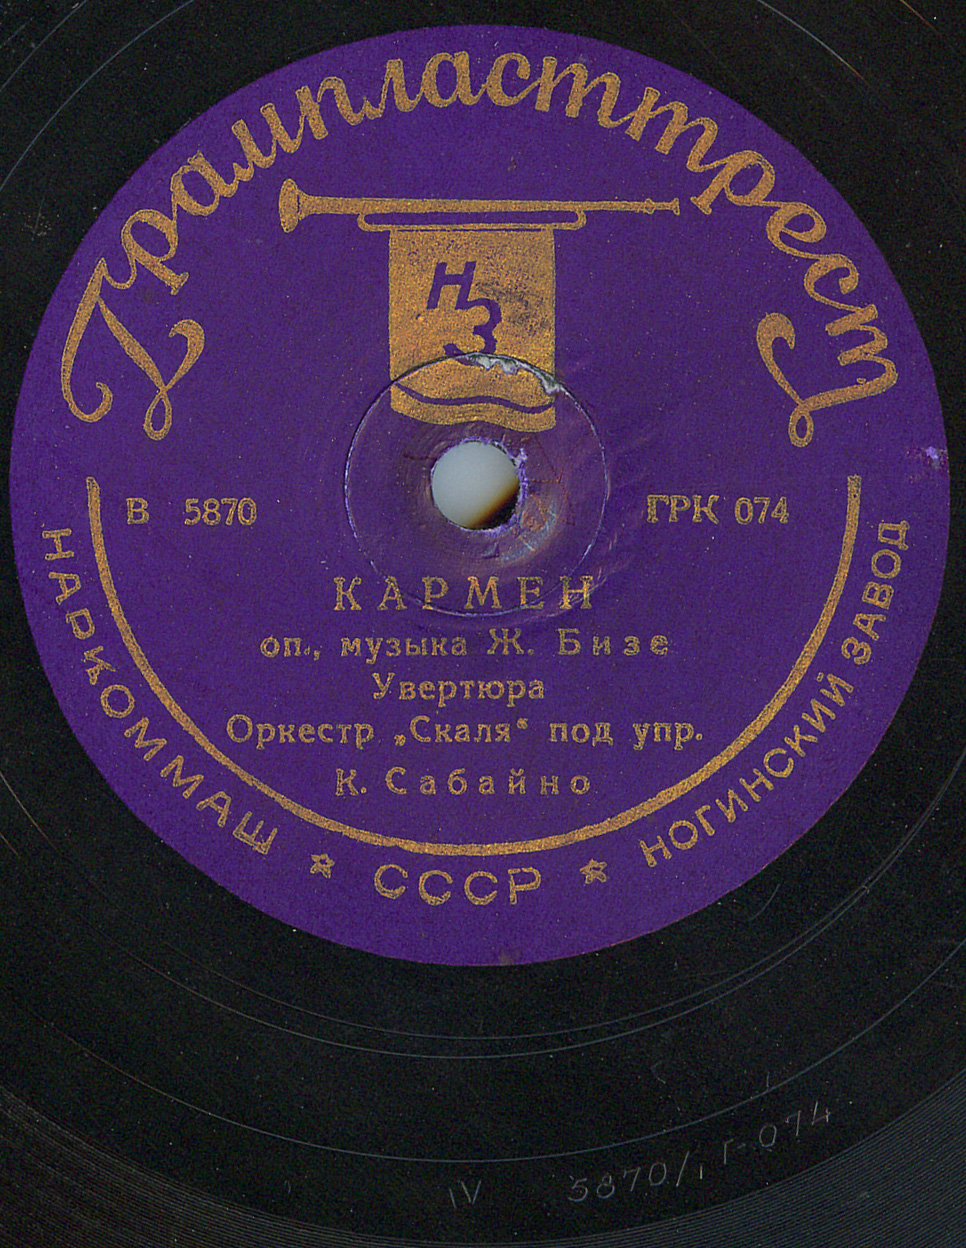 Грампласттрест
НЗ
В 5870
ГРК 074
КАРМЕН
оп., музыка Ж. Бизе
Увертюра
Оркестр „Скаля“ под упр.
К. Сабайно
НАРКОММАШ ★ СССР ★ НОГИНСКИЙ ЗАВОД
IV
5870/1 Г-074